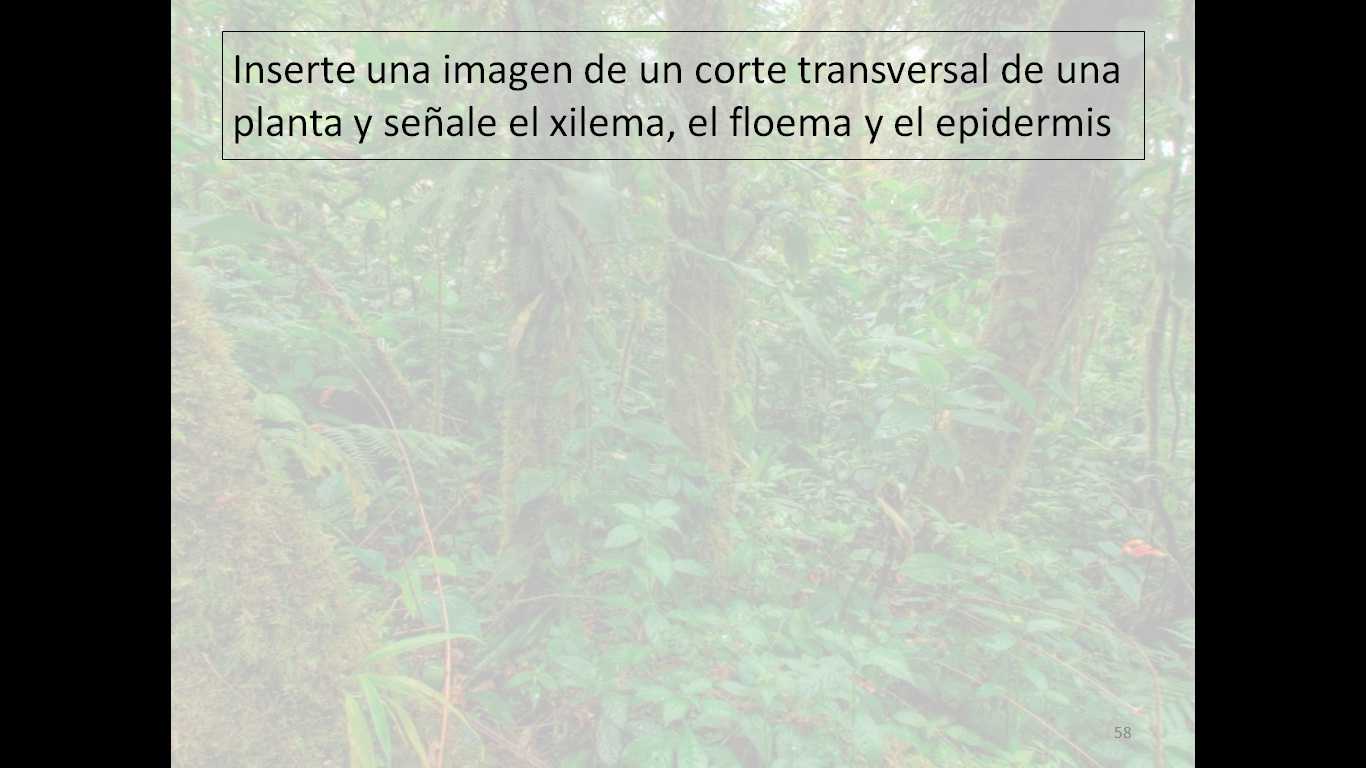 Inserte una imagen de un corte transversal de una
planta y señale el xilema, el floema y el epidermis
58